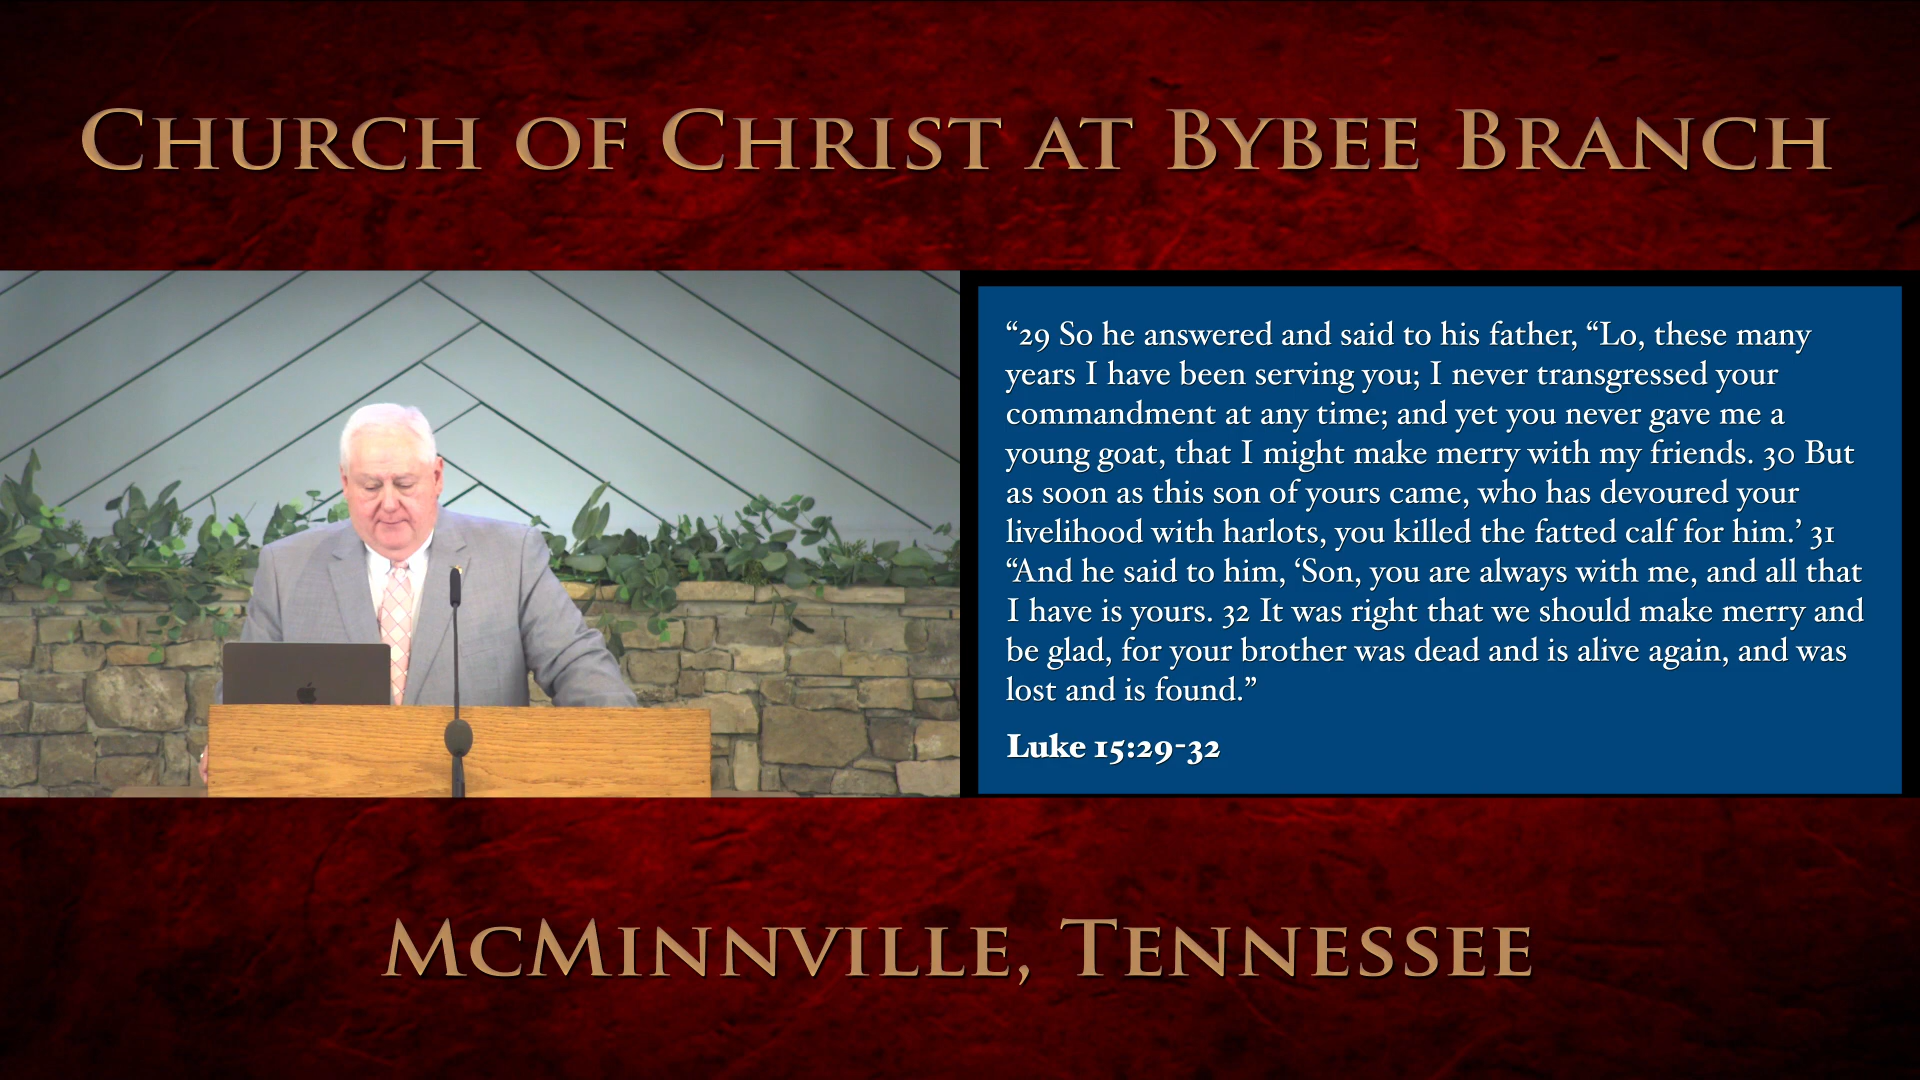 Church of Christ at Bybee Branch
“29 So he answered and said to his father, “Lo, these many
years I have been serving you; I never transgressed your
commandment at any time; and yet you never gave me a
young goat, that I might make merry with my friends. 30 But
as soon as this son of yours came, who has devoured your
livelihood with harlots, you killed the fatted calf for him.’ 31
“And he said to him, ‘Son, you are always with me, and all that
I have is yours. 32 It was right that we should make merry and
be glad, for your brother was dead and is alive again, and was
lost and is found.”
Luke 15:29-32
McMinnville, Tennessee